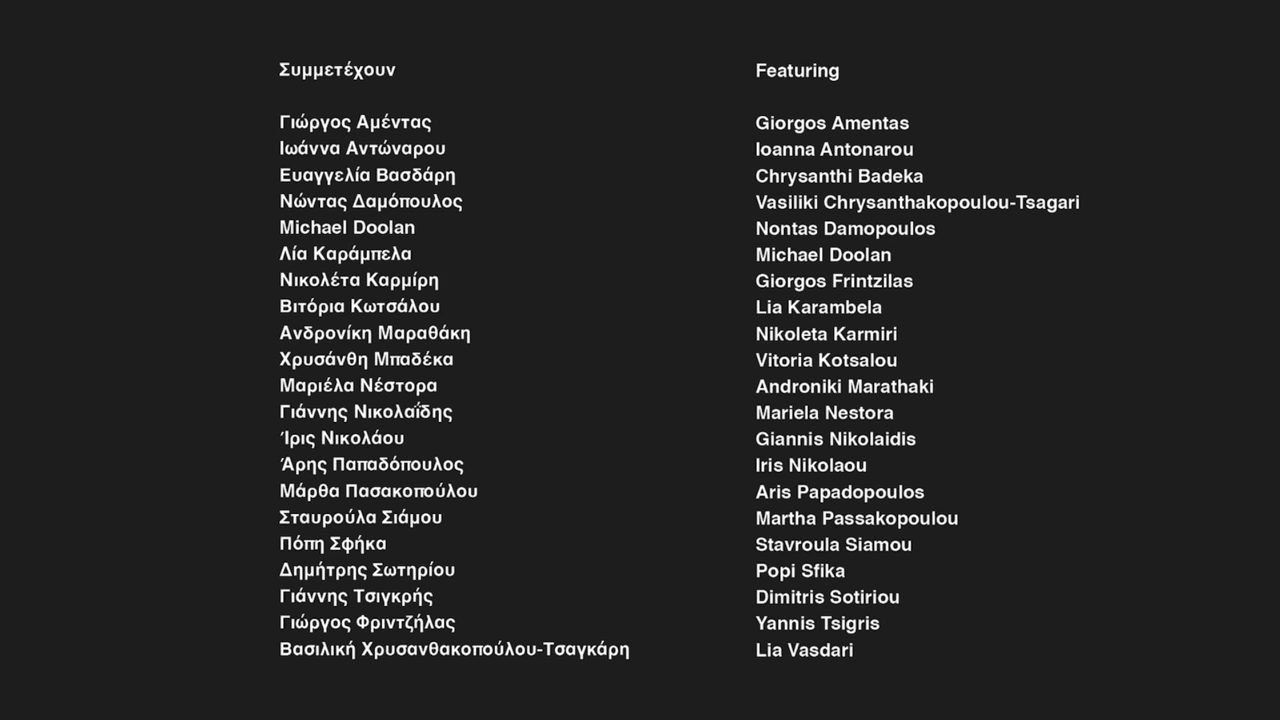 Συμμετέχουν
Γιώργος Αμέντας
Ιωάννα Αντώναρου
Ευαγγελία Βασδάρη
Νώντας Δαμόπουλος
Michael Doolan
Λία Καράμπελα
Νικολέτα Καρμίρη
Βιτόρια Κωτσάλου
Ανδρονίκη Μαραθάκη
Χρυσάνθη Μπαδέκα
Μαριέλα Νέστορα
Γιάννης Νικολαΐδης
Ίρις Νικολάου
Άρης Παπαδόπουλος
Μάρθα Πασακοπούλου
Σταυρούλα Σιάμου
Πόπη Σφήκα
Δημήτρης Σωτηρίου
Γιάννης Τσιγκρής
Γιώργος Φριντζήλας
Βασιλική Χρυσανθακοπούλου-Τσαγκάρη
Featuring
Giorgos Amentas
Ioanna Antonarou
Chrysanthi Badeka
Vasiliki Chrysanthakopoulou-Tsagari
Nontas Damopoulos
Michael Doolan
Giorgos Frintzilas
Lia Karambela
Nikoleta Karmiri
Vitoria Kotsalou
Androniki Marathaki
Mariela Nestora
Giannis Nikolaidis
Iris Nikolaou
Aris Papadopoulos
Martha Passakopoulou
Stavroula Siamou
Popi Sfika
Dimitris Sotiriou
Yannis Tsigris
Lia Vasdari